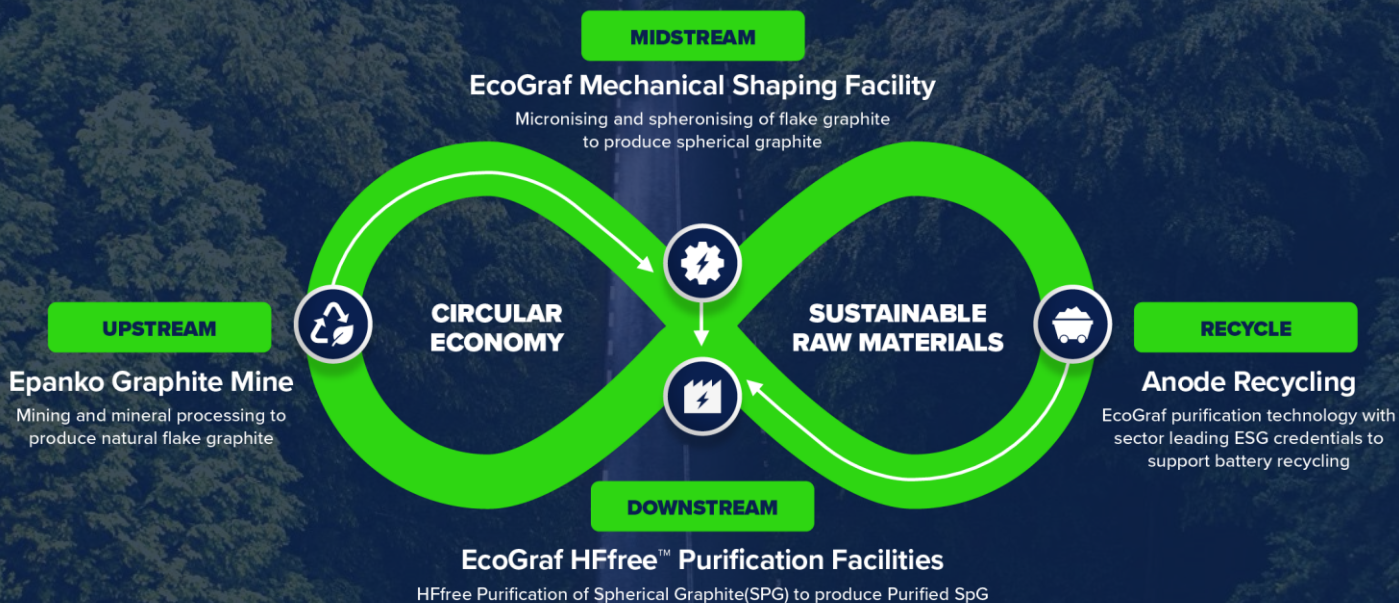 MIDSTREAM
EcoGraf Mechanical Shaping Facility
Micronising and spheronising of flake graphite
to produce spherical graphite
UPSTREAM
Epanko Graphite Mine
Mining and mineral processing to
produce natural flake graphite
CIRCULAR
ECONOMY
SUSTAINABLE
RAW MATERIALS
RECYCLE
Anode Recycling
EcoGraf purification technology with
sector leading ESG credentials to
support battery recycling
DOWNSTREAM
EcoGraf HFfree™ Purification Facilities
HFfree Purification of Spherical Graphite(SPG) to produce Purified SpG